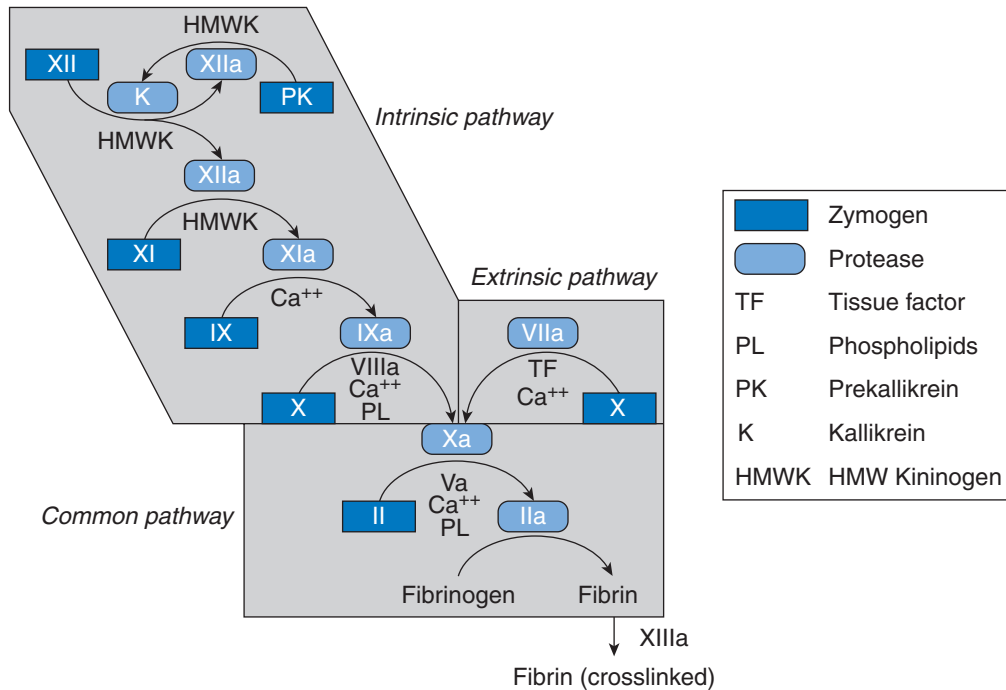 HMWK
XII
XIIa
K
PK
Intrinsic pathway
HMWK
XIIa
HMWK
XI
XIa
Ca++
Extrinsic pathway
IX
IXa
VIIa
VIIIa
Ca++
PL
TF
Ca++
X
X
Xa
Common pathway
Va
Ca++
PL
II
IIa
Fibrinogen
Fibrin
XIIIa
Fibrin (crosslinked)
Zymogen
Protease
TF Tissue factor
PL Phospholipids
PK Prekallikrein
K Kallikrein
HMWK HMW Kininogen